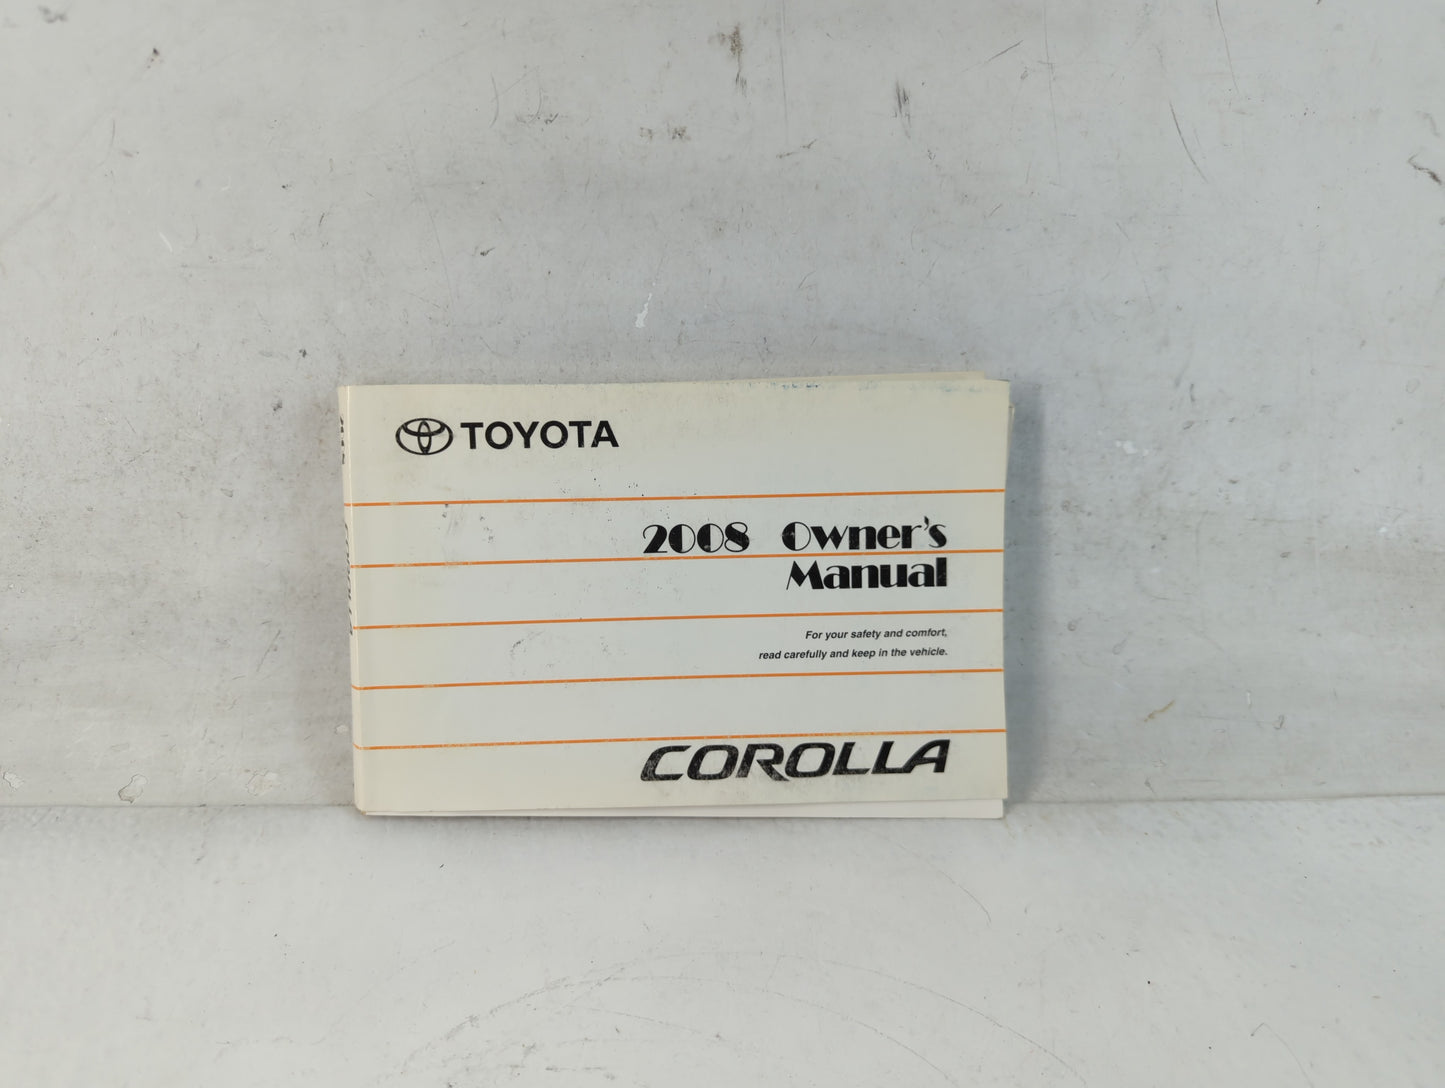 TOYOTA
2008 Owner's
Manual
For your safety and comfort,
read carefully and keep in the vehicle.
COROLLA